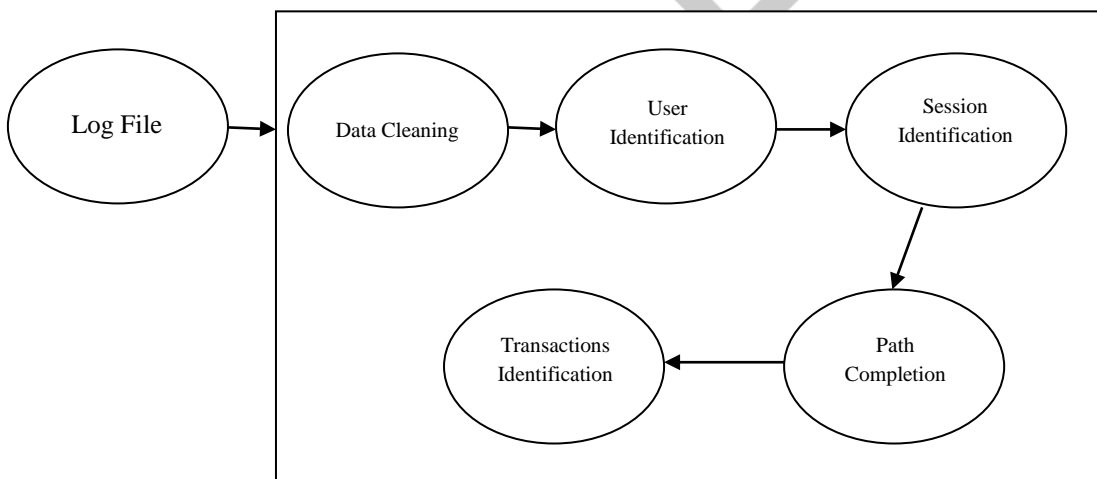 Log File
Data Cleaning
User
Identification
Session
Identification
Transactions
Identification
Path
Completion